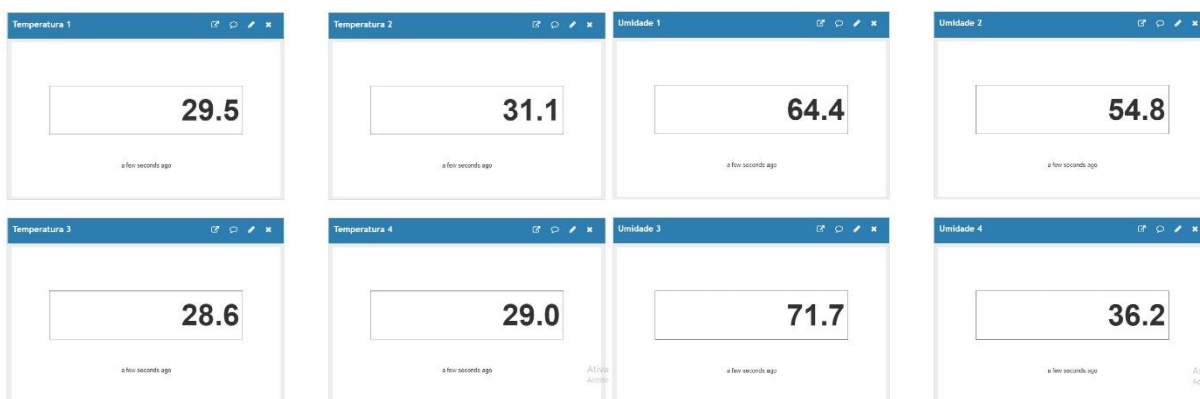 Temperatura 1
29.5
a few seconds ago
Temperatura 2
31.1
a few seconds ago
Umidade 1
64.4
a few seconds ago
Umidade 2
54.8
a few seconds ago
Temperatura 3
28.6
a few seconds ago
Temperatura 4
29.0
a few seconds ago
Umidade 3
71.7
a few seconds ago
Umidade 4
36.2
a few seconds ago